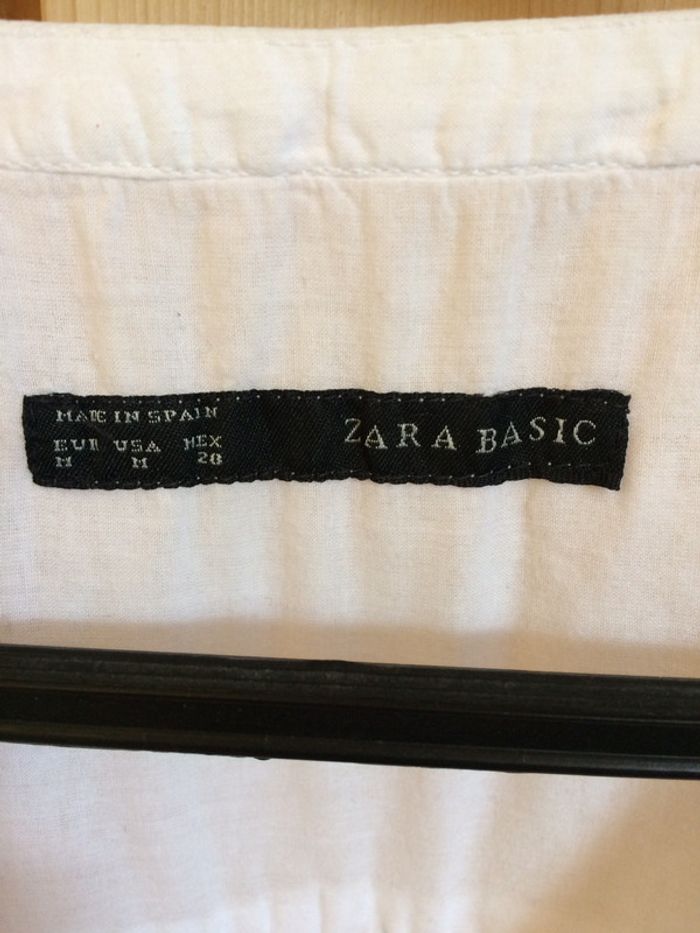 MADE IN SPAIN
EUR USA MEX
M M 28
ZARA BASIC